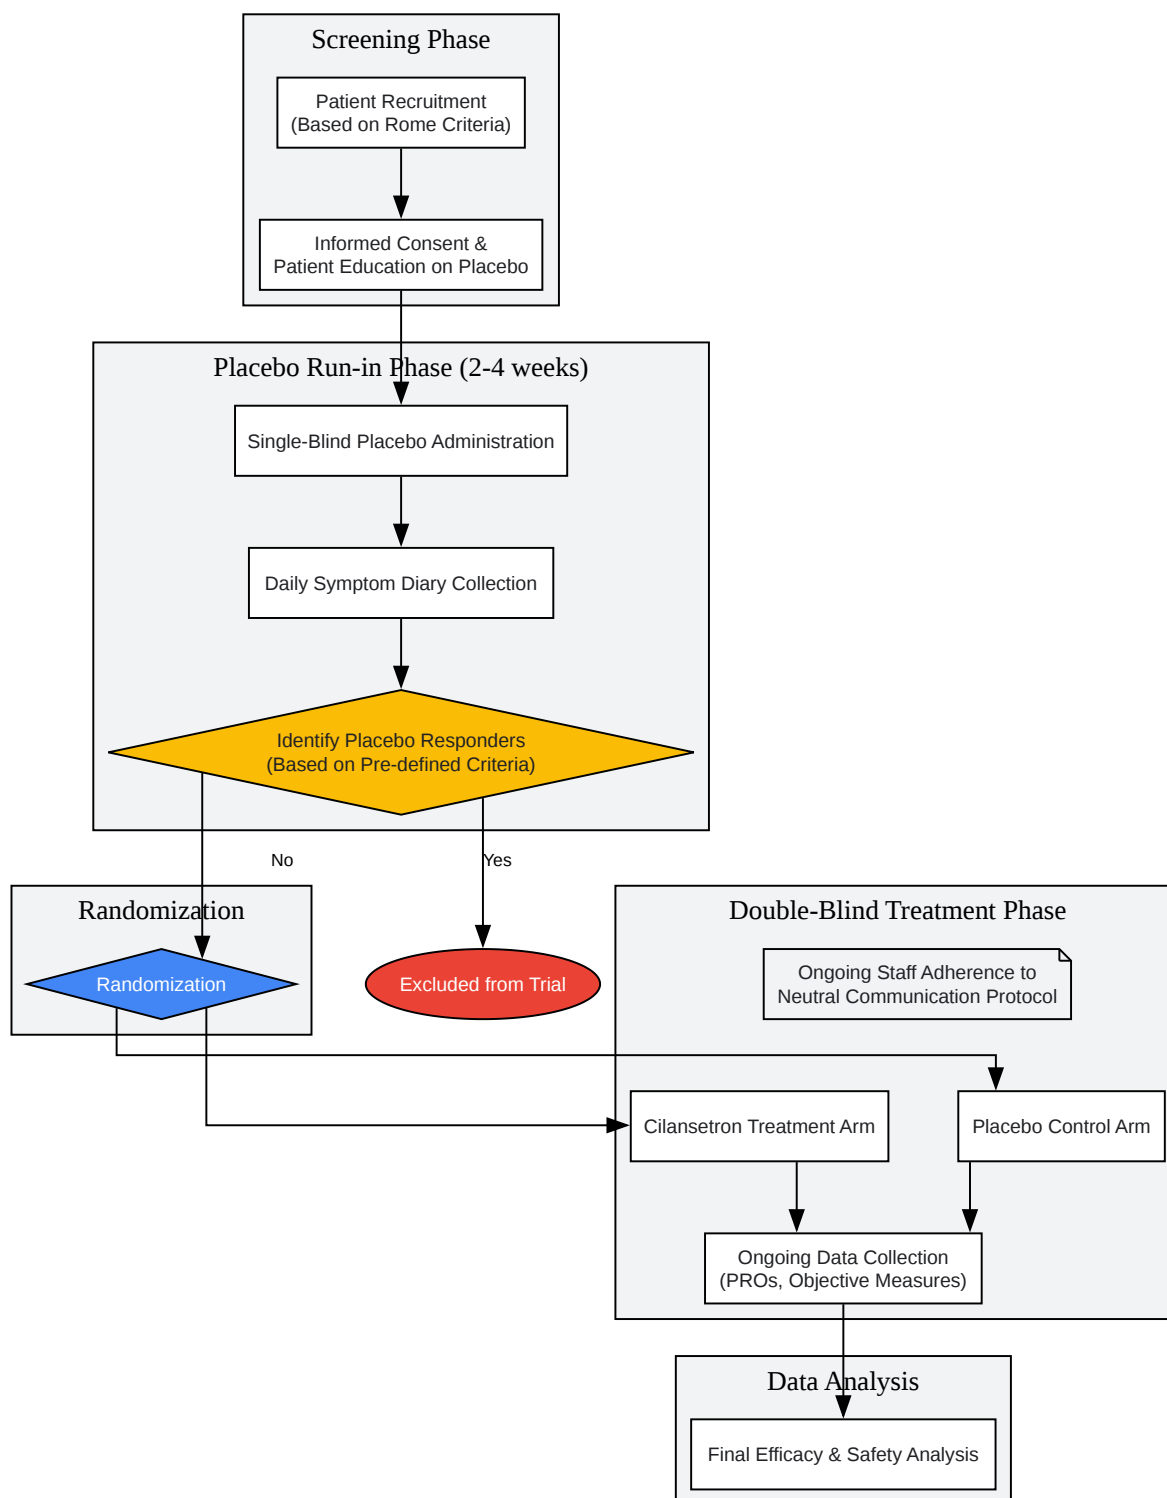 Screening Phase
Patient Recruitment
(Based on Rome Criteria)
Informed Consent &
Patient Education on Placebo
Placebo Run-in Phase (2-4 weeks)
Single-Blind Placebo Administration
Daily Symptom Diary Collection
Identify Placebo Responders
(Based on Pre-defined Criteria)
No
Yes
Randomization
Randomization
Excluded from Trial
Double-Blind Treatment Phase
Ongoing Staff Adherence to
Neutral Communication Protocol
Cilansetron Treatment Arm
Placebo Control Arm
Ongoing Data Collection
(PROs, Objective Measures)
Data Analysis
Final Efficacy & Safety Analysis